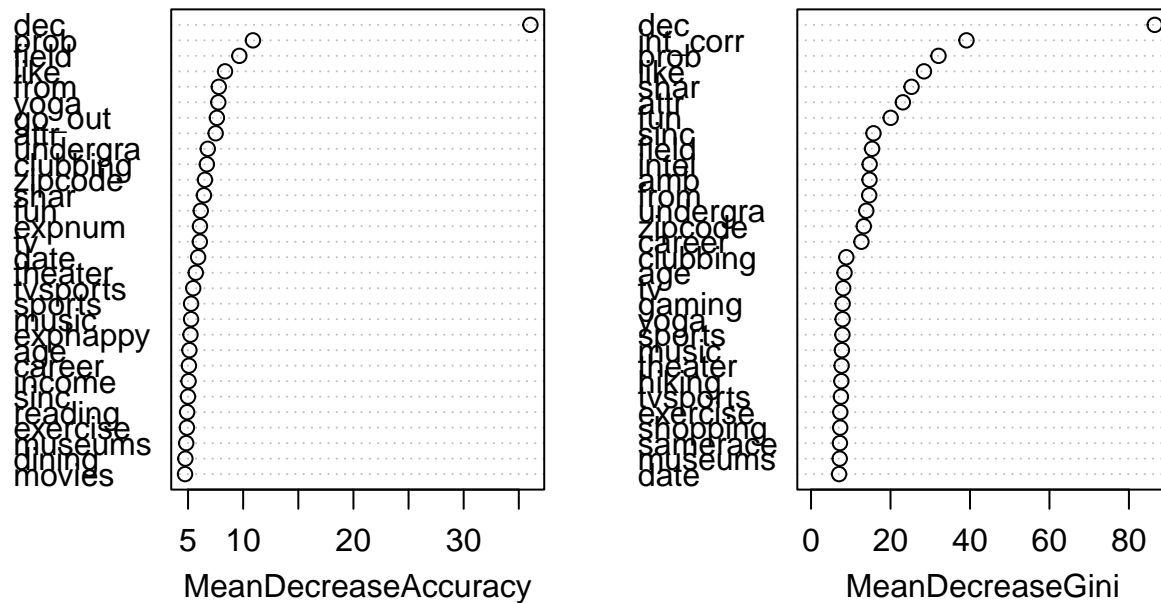 dec
prob
field
like
from
yoga
go_out
attr
undergra
clubbing
zipcode
shar
fun
expnum
tv
date
theater
tvsports
sports
music
exphappy
age
career
income
sinc
reading
exercise
museums
dining
movies
5 10 20 30
MeanDecreaseAccuracy
dec
int_corr
prob
like
shar
attr
fun
sinc
field
intel
amb
from
undergra
zipcode
career
clubbing
age
tv
gaming
yoga
sports
music
theater
hiking
tvsports
exercise
shopping
samerace
museums
date
0 20 40 60 80
MeanDecreaseGini